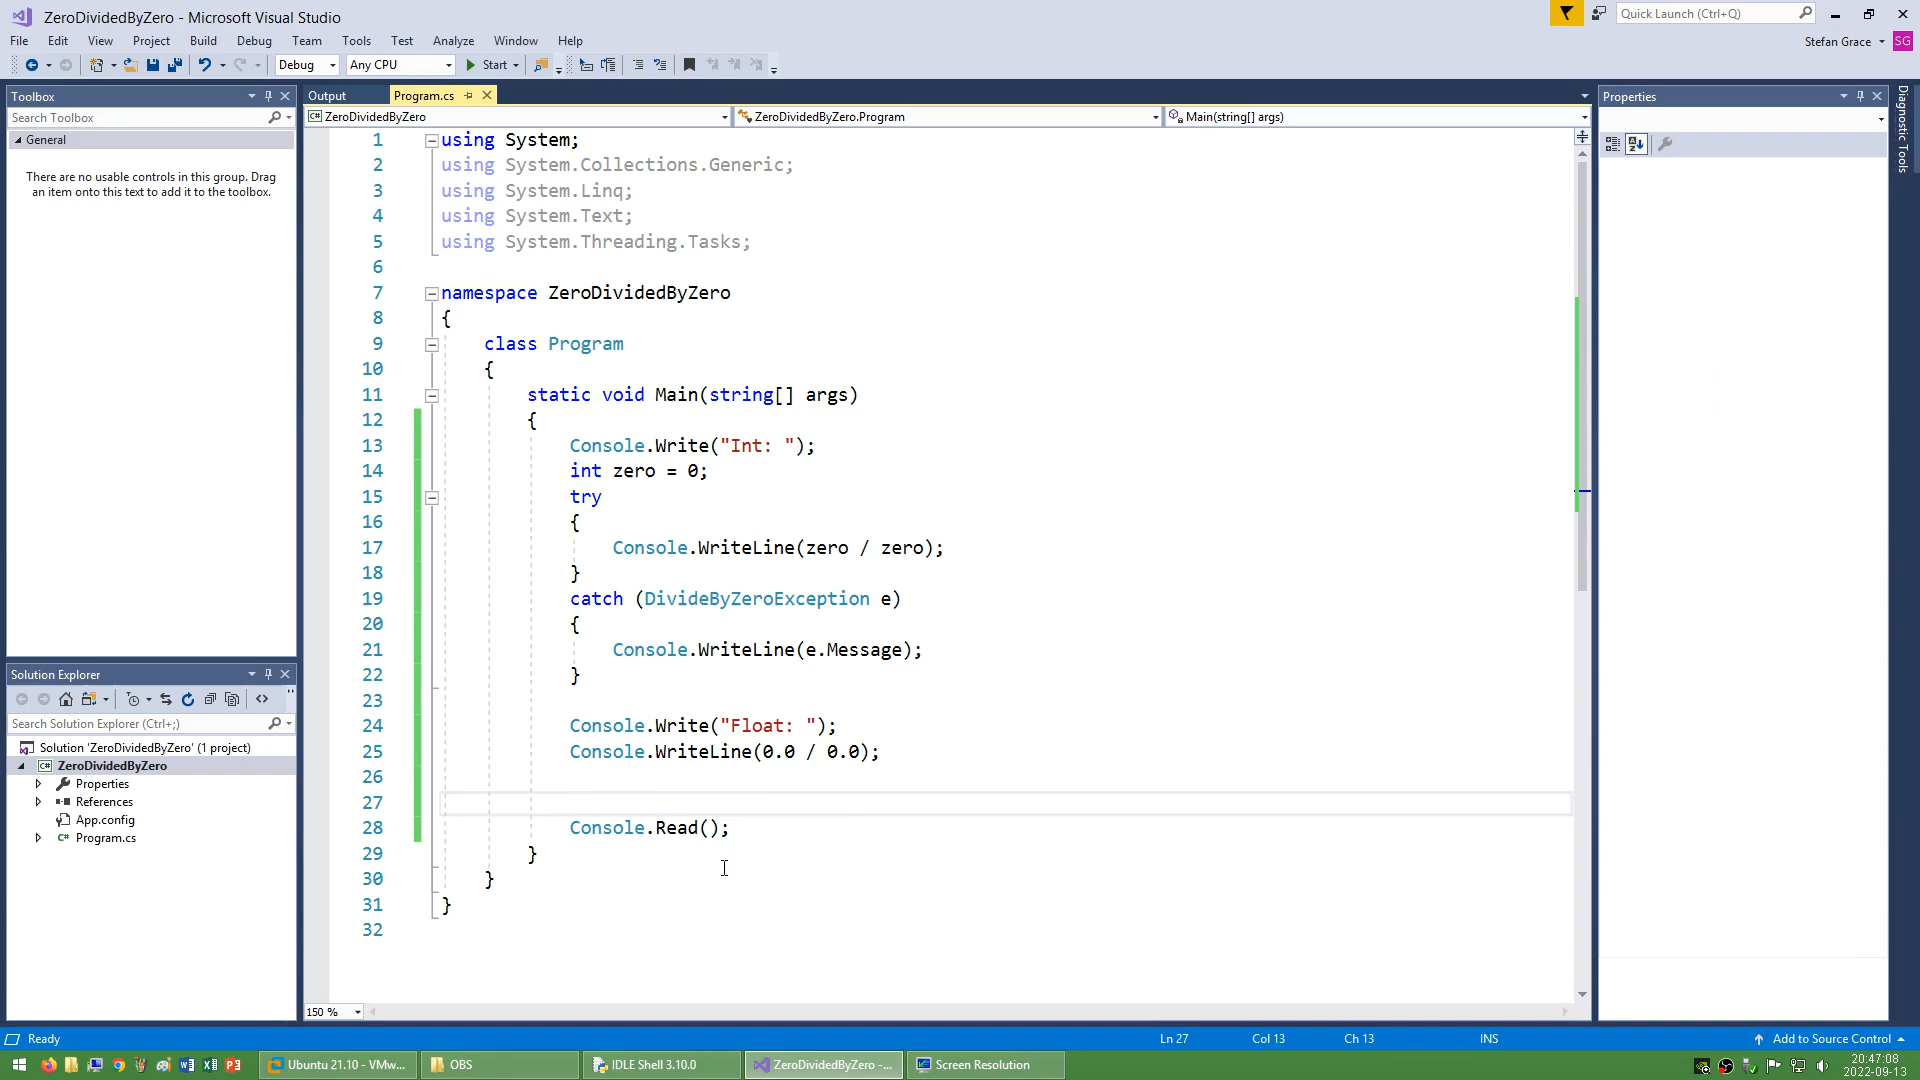 ZeroDividedByZero - Microsoft Visual Studio
Quick Launch (Ctrl+Q)
File Edit View Project Build Debug Team Tools Test Analyze Window Help
Stefan Grace SG
Debug Any CPU Start
Toolbox
Search Toolbox
General
There are no usable controls in this group. Drag
an item onto this text to add it to the toolbox.
Output Program.cs
ZeroDividedByZero ZeroDividedByZero.Program Main(string[] args)
1 using System;
2 using System.Collections.Generic;
3 using System.Linq;
4 using System.Text;
5 using System.Threading.Tasks;
6
7 namespace ZeroDividedByZero
8 {
9 class Program
10 {
11 static void Main(string[] args)
12 {
13 Console.Write("Int: ");
14 int zero = 0;
15 try
16 {
17 Console.WriteLine(zero / zero);
18 }
19 catch (DivideByZeroException e)
20 {
21 Console.WriteLine(e.Message);
22 }
23
24 Console.Write("Float: ");
25 Console.WriteLine(0.0 / 0.0);
26
27
28 Console.Read();
29 }
30 }
31 }
32
150 %
Properties
Diagnostic Tools
Solution Explorer
Search Solution Explorer (Ctrl+;)
Solution 'ZeroDividedByZero' (1 project)
C# ZeroDividedByZero
Properties
References
App.config
C# Program.cs
Ready Ln 27 Col 13 Ch 13 INS Add to Source Control
Ubuntu 21.10 - VMw... OBS IDLE Shell 3.10.0 ZeroDividedByZero -... Screen Resolution
20:47:08
2022-09-13